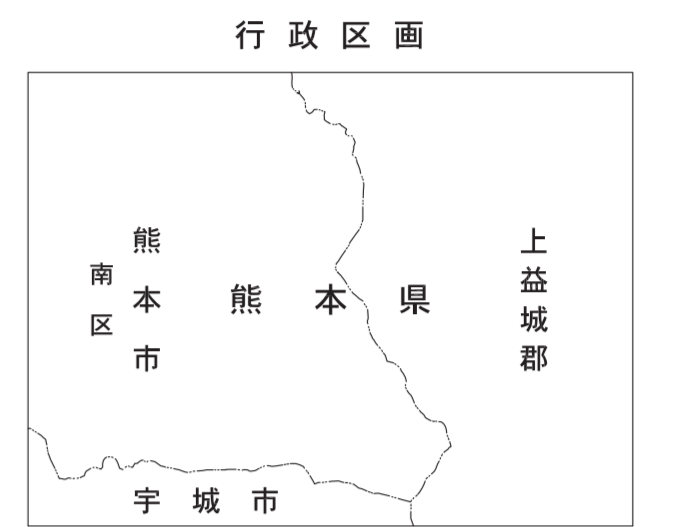 行政区画
熊本市
南区
熊本県
上益城郡
宇城市